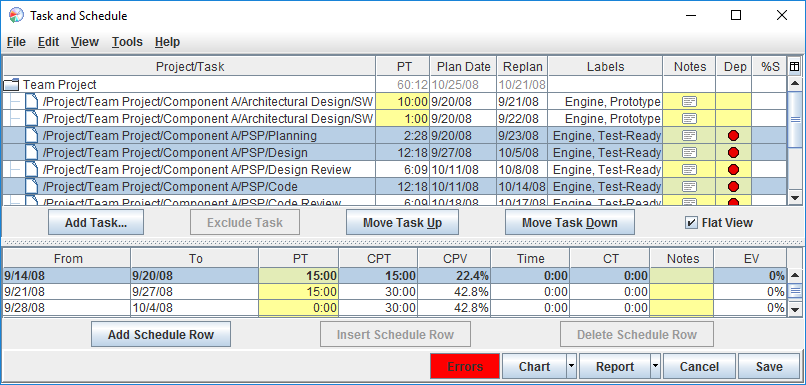 Task and Schedule
File Edit View Tools Help
Project/Task PT Plan Date Replan Labels Notes Dep %S
Team Project 60:12 10/25/08 10/21/08
/Project/Team Project/Component A/Architectural Design/SW 10:00 9/20/08 9/21/08 Engine, Prototype
/Project/Team Project/Component A/Architectural Design/SW 1:00 9/20/08 9/22/08 Engine, Prototype
/Project/Team Project/Component A/PSP/Planning 2:28 9/20/08 9/23/08 Engine, Test-Ready
/Project/Team Project/Component A/PSP/Design 12:18 9/27/08 10/5/08 Engine, Test-Ready
/Project/Team Project/Component A/PSP/Design Review 6:09 10/11/08 10/8/08 Engine, Test-Ready
/Project/Team Project/Component A/PSP/Code 12:18 10/11/08 10/14/08 Engine, Test-Ready
/Project/Team Project/Component A/PSP/Code Review 6:09 10/18/08 10/17/08 Engine, Test-Ready
Add Task... Exclude Task Move Task Up Move Task Down Flat View
From To PT CPT CPV Time CT Notes EV
9/14/08 9/20/08 15:00 15:00 22.4% 0:00 0:00 0%
9/21/08 9/27/08 15:00 30:00 42.8% 0:00 0:00 0%
9/28/08 10/4/08 0:00 30:00 42.8% 0:00 0:00 0%
Add Schedule Row Insert Schedule Row Delete Schedule Row
Errors Chart Report Cancel Save